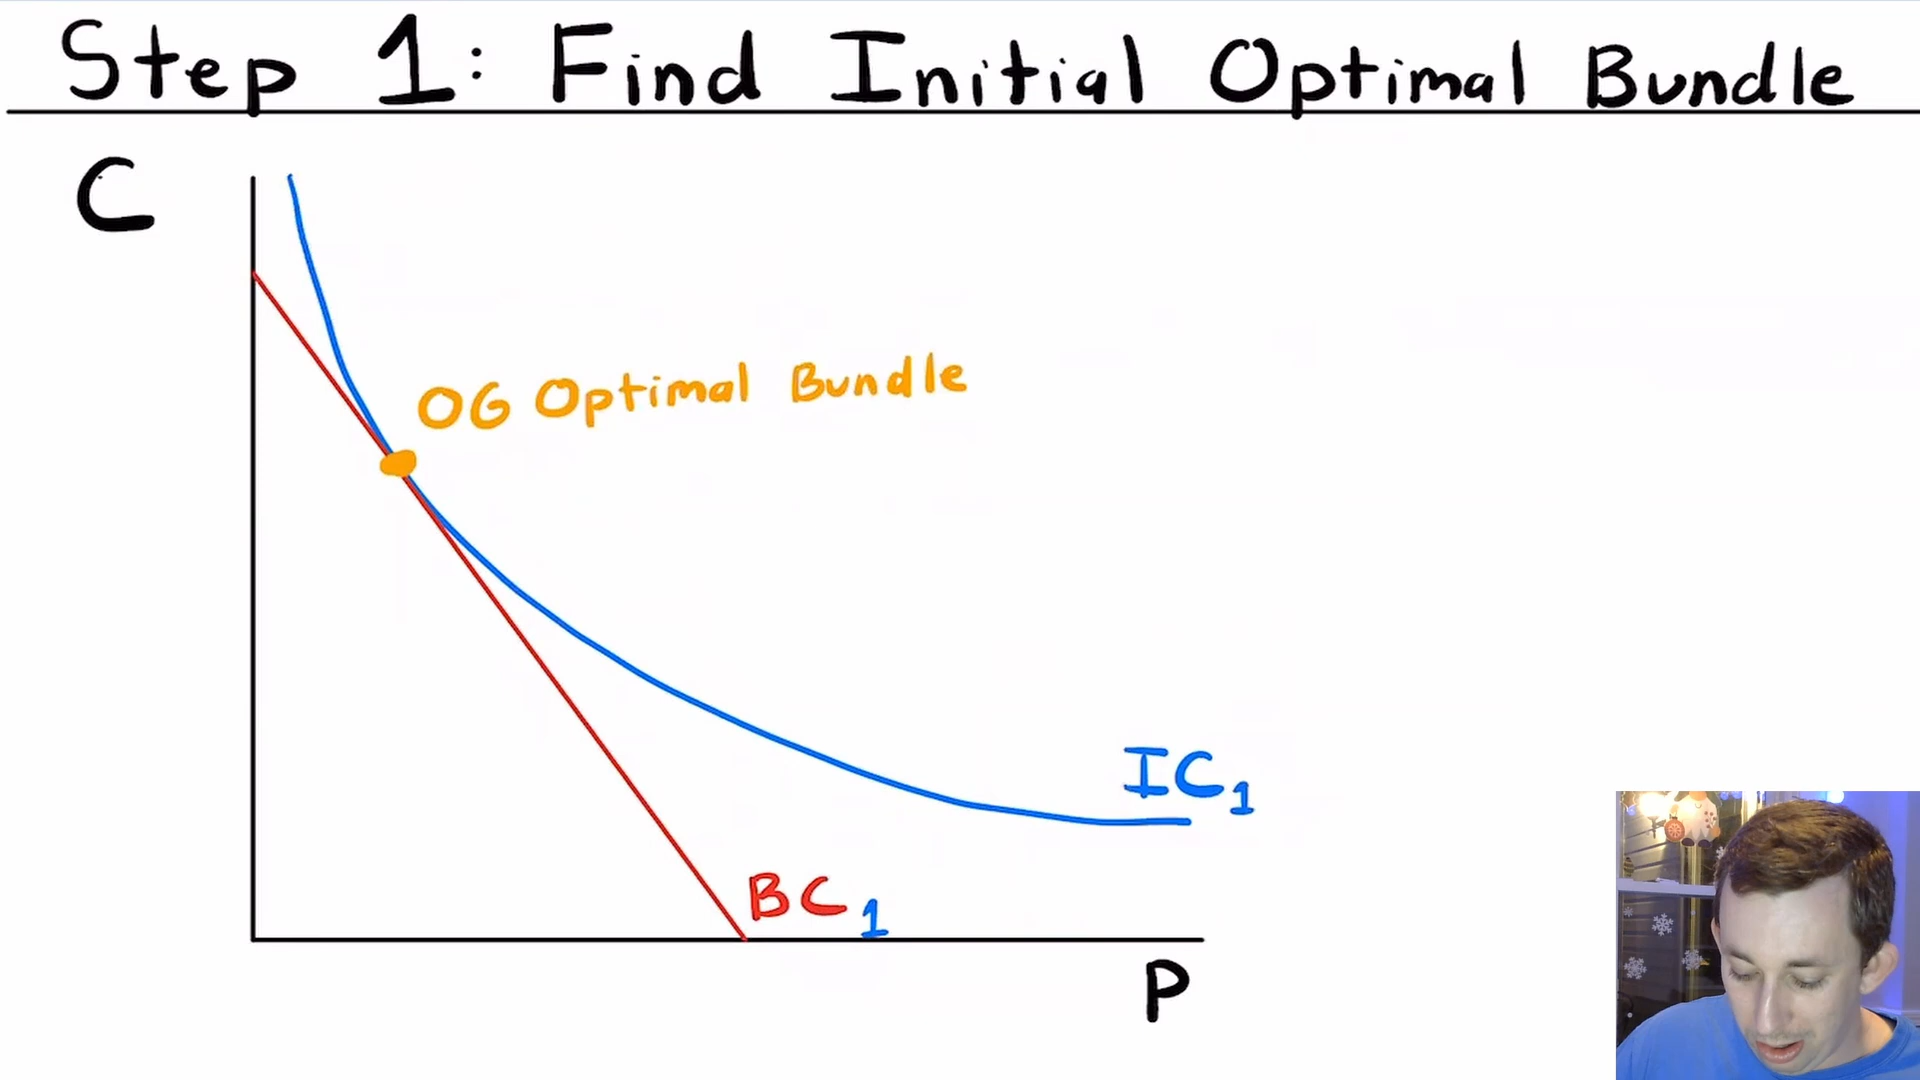 Step 1: Find Initial Optimal Bundle
C
OG Optimal Bundle
IC1
BC1
P